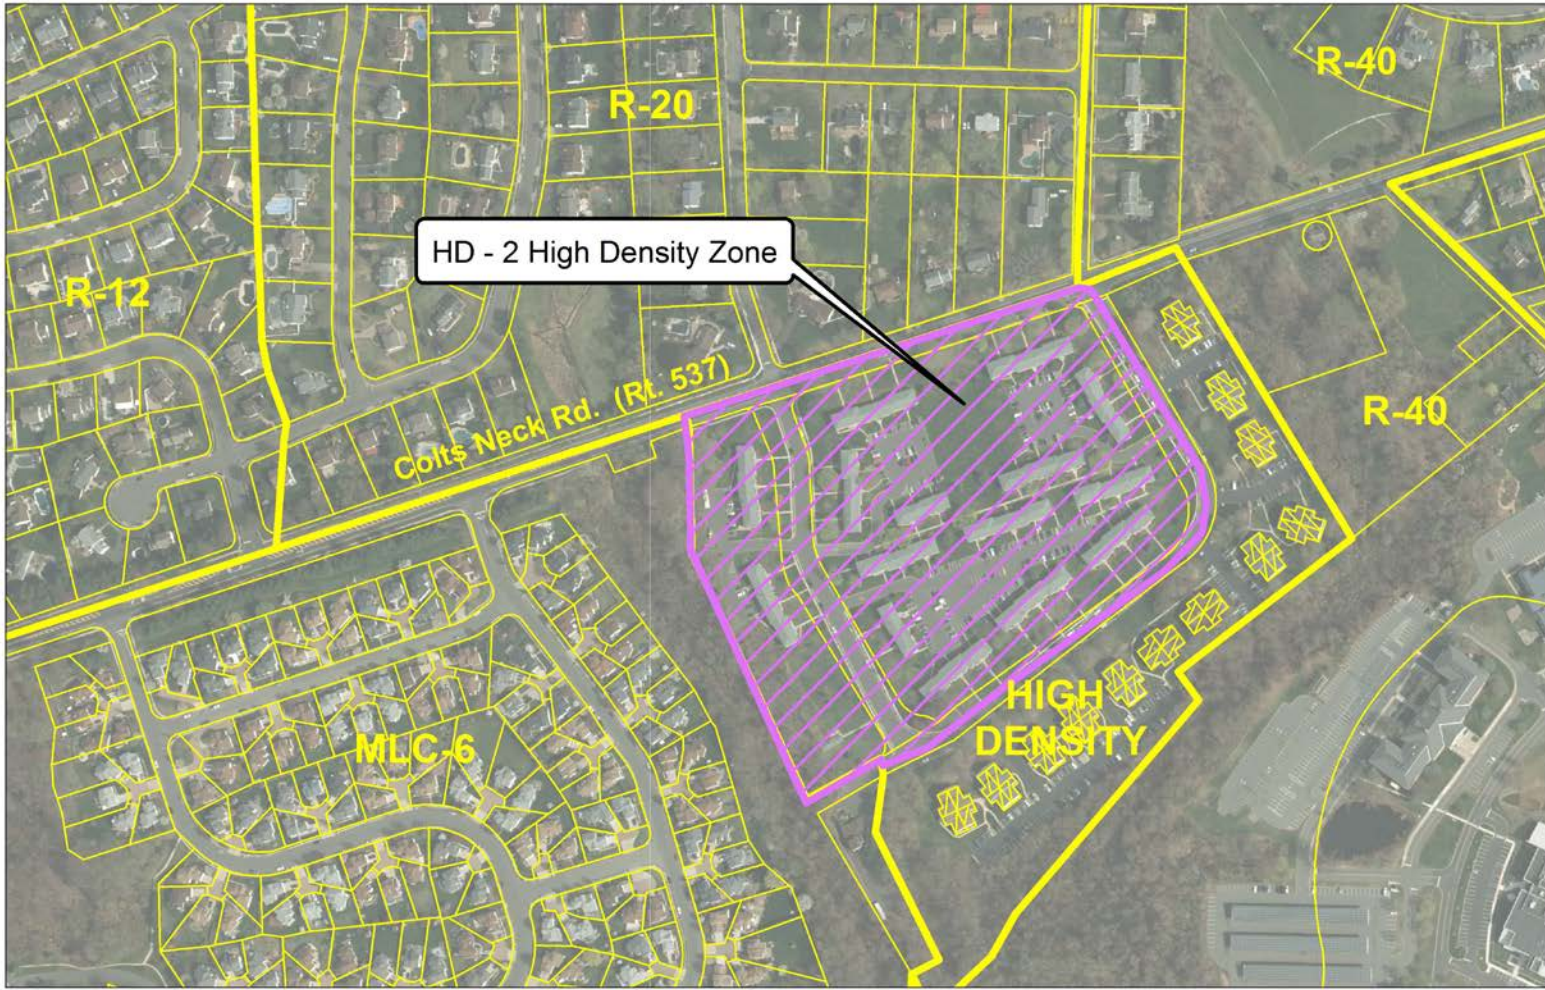 R-40
R-20
HD - 2 High Density Zone
R-12
Colts Neck Rd. (Rt. 537)
R-40
HIGH
DENSITY
MLC-6